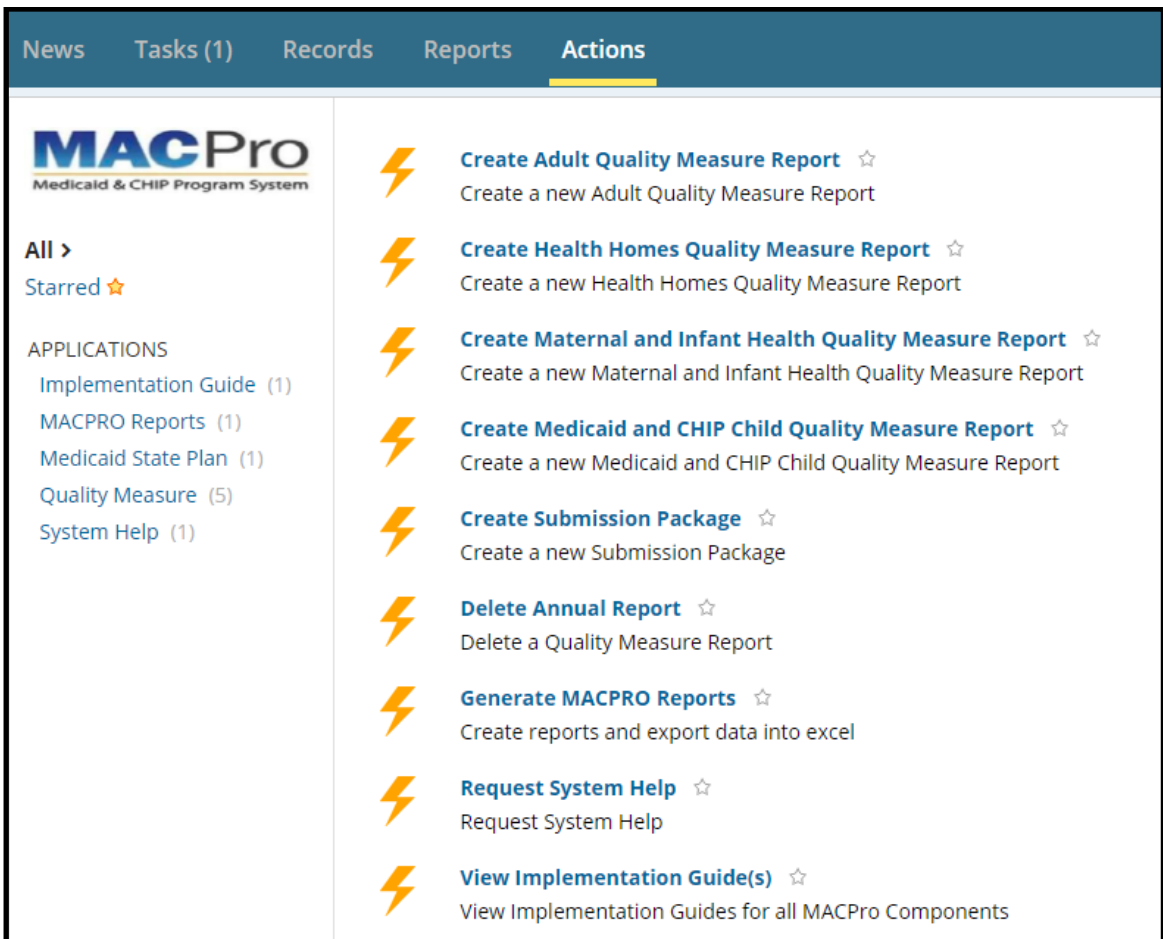 News Tasks (1) Records Reports Actions
MACPro
Medicaid & CHIP Program System
All >
Starred
APPLICATIONS
Implementation Guide (1)
MACPRO Reports (1)
Medicaid State Plan (1)
Quality Measure (5)
System Help (1)
Create Adult Quality Measure Report
Create a new Adult Quality Measure Report
Create Health Homes Quality Measure Report
Create a new Health Homes Quality Measure Report
Create Maternal and Infant Health Quality Measure Report
Create a new Maternal and Infant Health Quality Measure Report
Create Medicaid and CHIP Child Quality Measure Report
Create a new Medicaid and CHIP Child Quality Measure Report
Create Submission Package
Create a new Submission Package
Delete Annual Report
Delete a Quality Measure Report
Generate MACPRO Reports
Create reports and export data into excel
Request System Help
Request System Help
View Implementation Guide(s)
View Implementation Guides for all MACPro Components